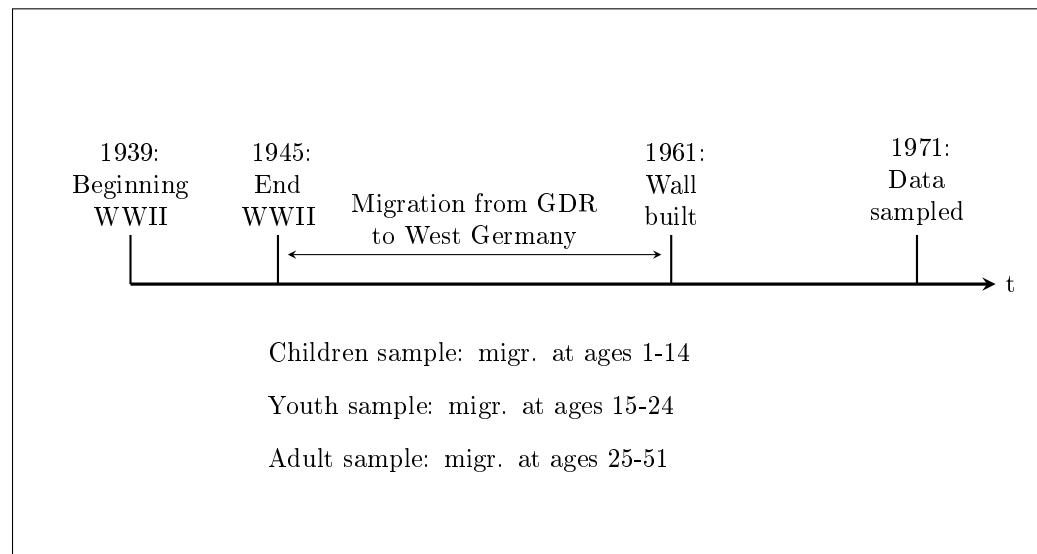 1939:
Beginning
WWII
1945:
End
WWII
Migration from GDR
to West Germany
1961:
Wall
built
1971:
Data
sampled
t
Children sample: migr. at ages 1-14
Youth sample: migr. at ages 15-24
Adult sample: migr. at ages 25-51